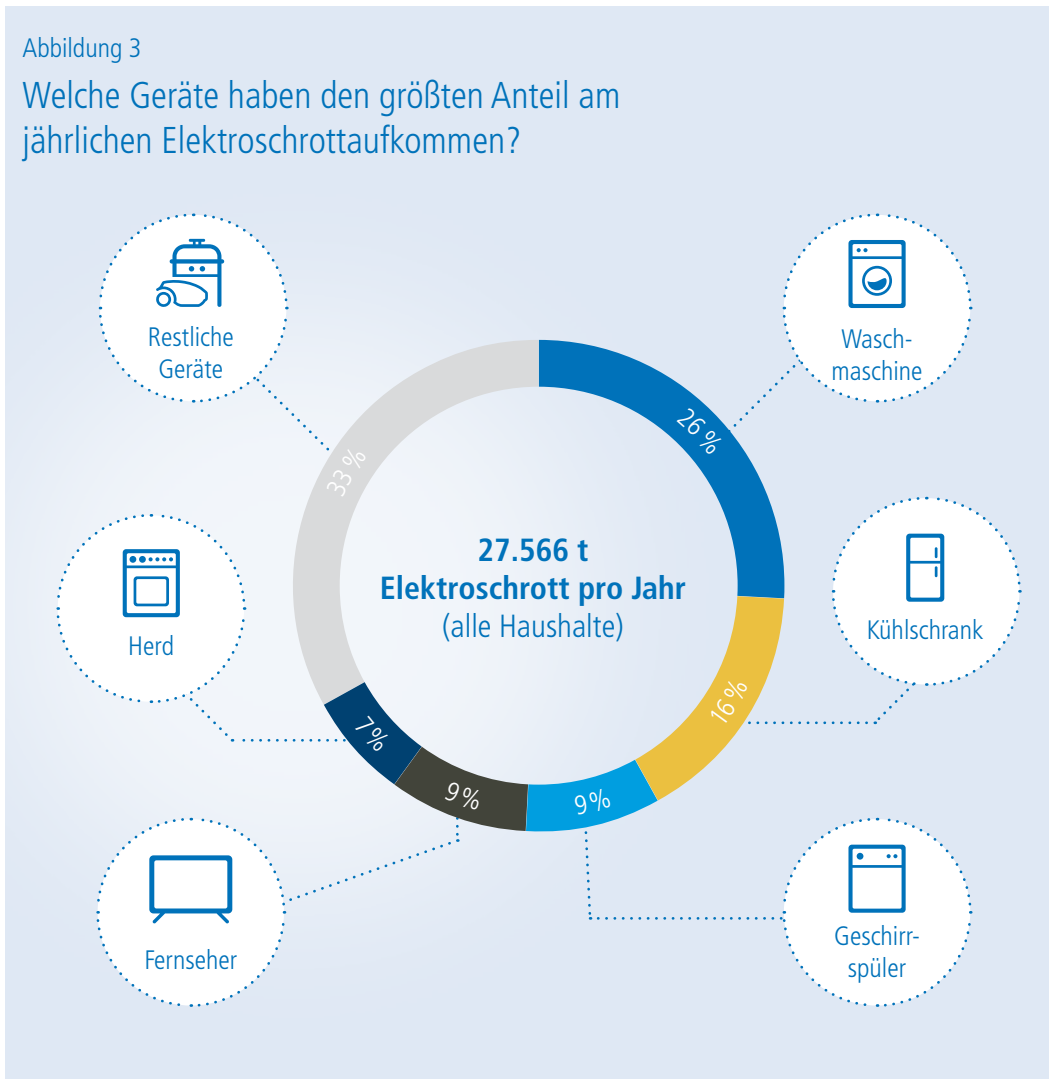 Abbildung 3
Welche Geräte haben den größten Anteil am
jährlichen Elektroschrottaufkommen?
Restliche
Geräte
Wasch-
maschine
26 %
33 %
27.566 t
Elektroschrott pro Jahr
(alle Haushalte)
Herd
Kühlschrank
16 %
7 %
9 %
9 %
Fernseher
Geschirr-
spüler